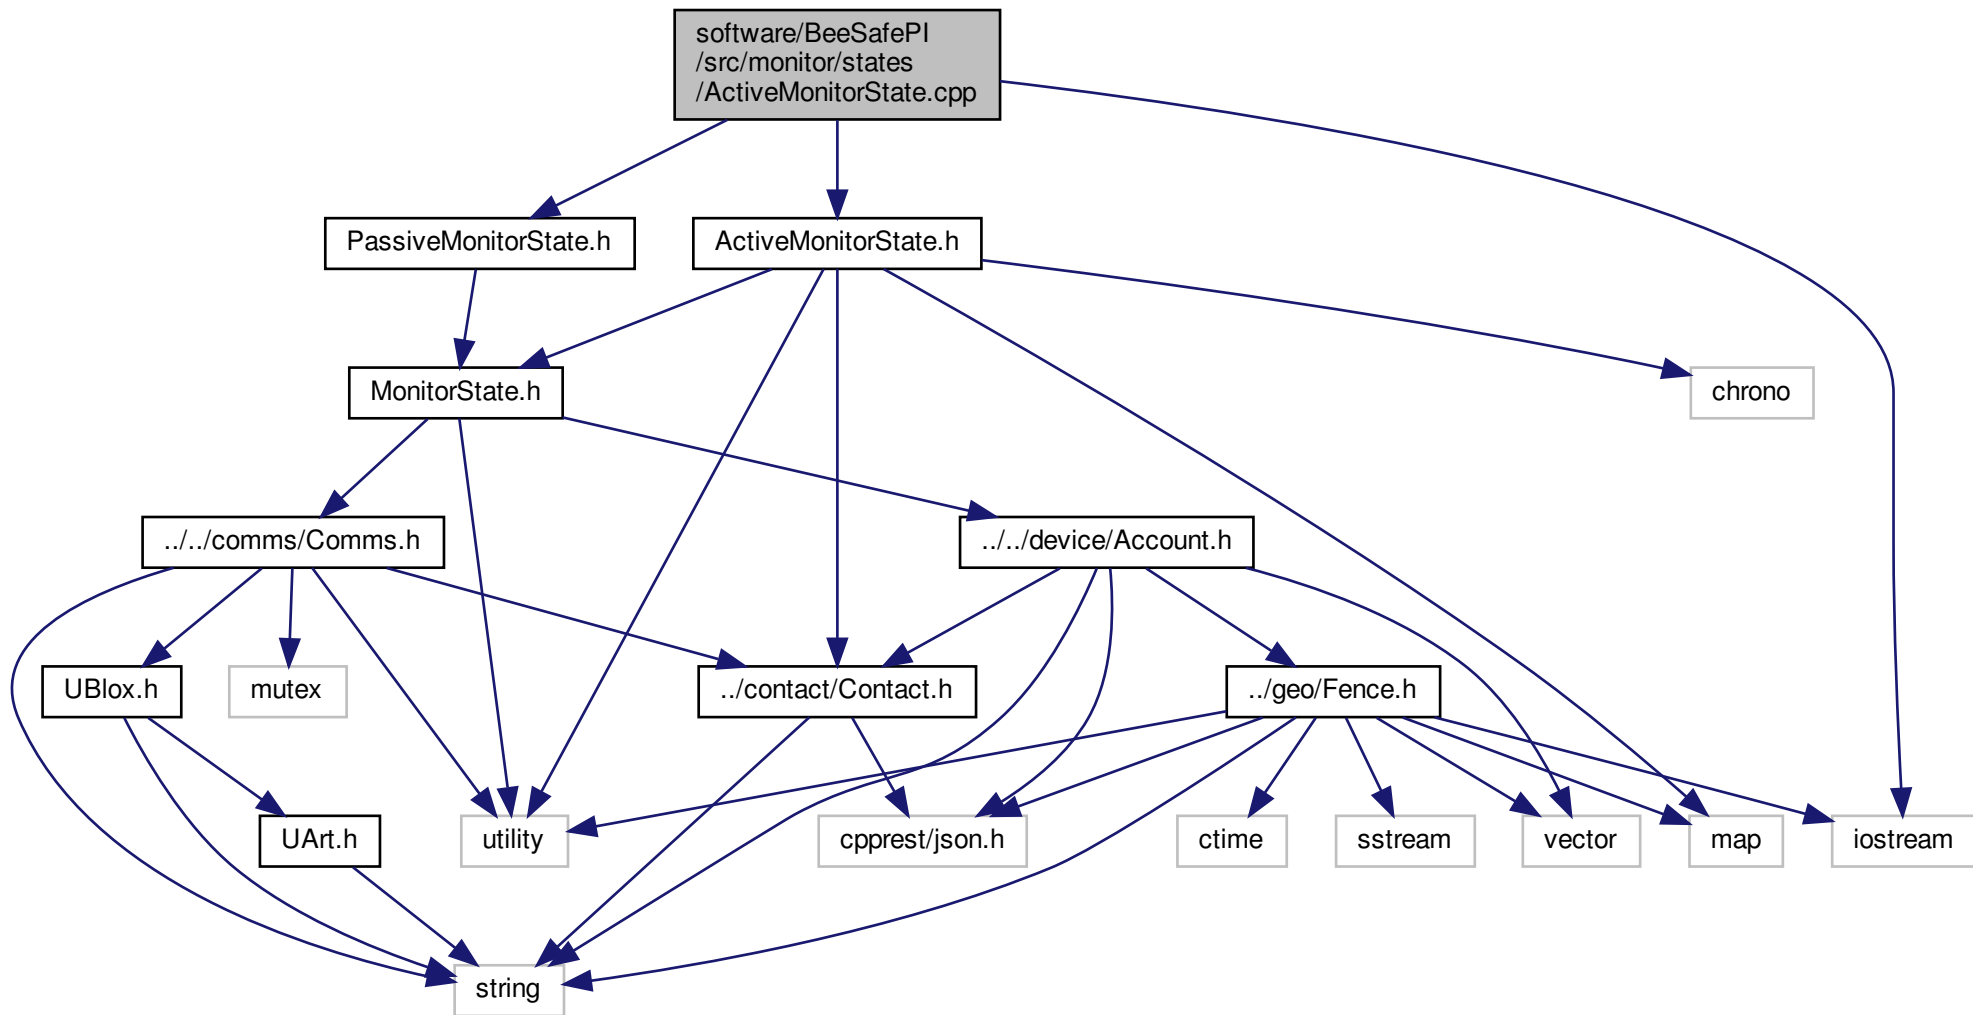 software/BeeSafePI
/src/monitor/states
/ActiveMonitorState.cpp
PassiveMonitorState.h
ActiveMonitorState.h
MonitorState.h
chrono
../../comms/Comms.h
../../device/Account.h
UBlox.h
mutex
../contact/Contact.h
../geo/Fence.h
UArt.h
utility
cpprest/json.h
ctime
sstream
vector
map
iostream
string